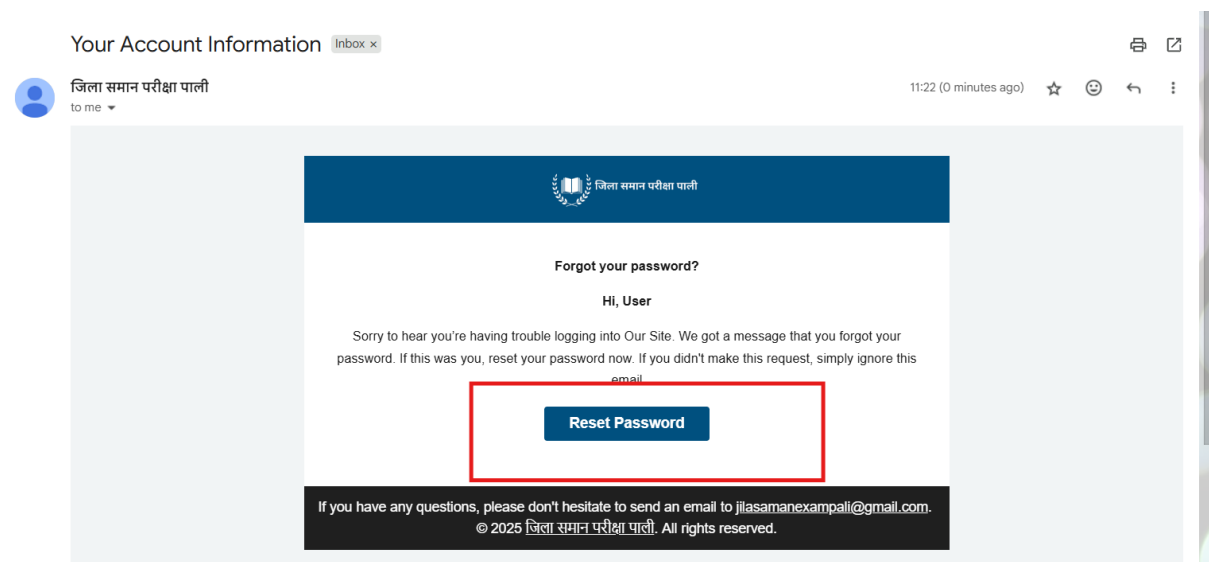 Your Account Information Inbox ×
जिला समान परीक्षा पाली
11:22 (0 minutes ago)
to me
जिला समान परीक्षा पाली
Forgot your password?
Hi, User
Sorry to hear you're having trouble logging into Our Site. We got a message that you forgot your
password. If this was you, reset your password now. If you didn't make this request, simply ignore this
email
Reset Password
If you have any questions, please don't hesitate to send an email to jilasamanexampali@gmail.com.
© 2025 जिला समान परीक्षा पाली. All rights reserved.